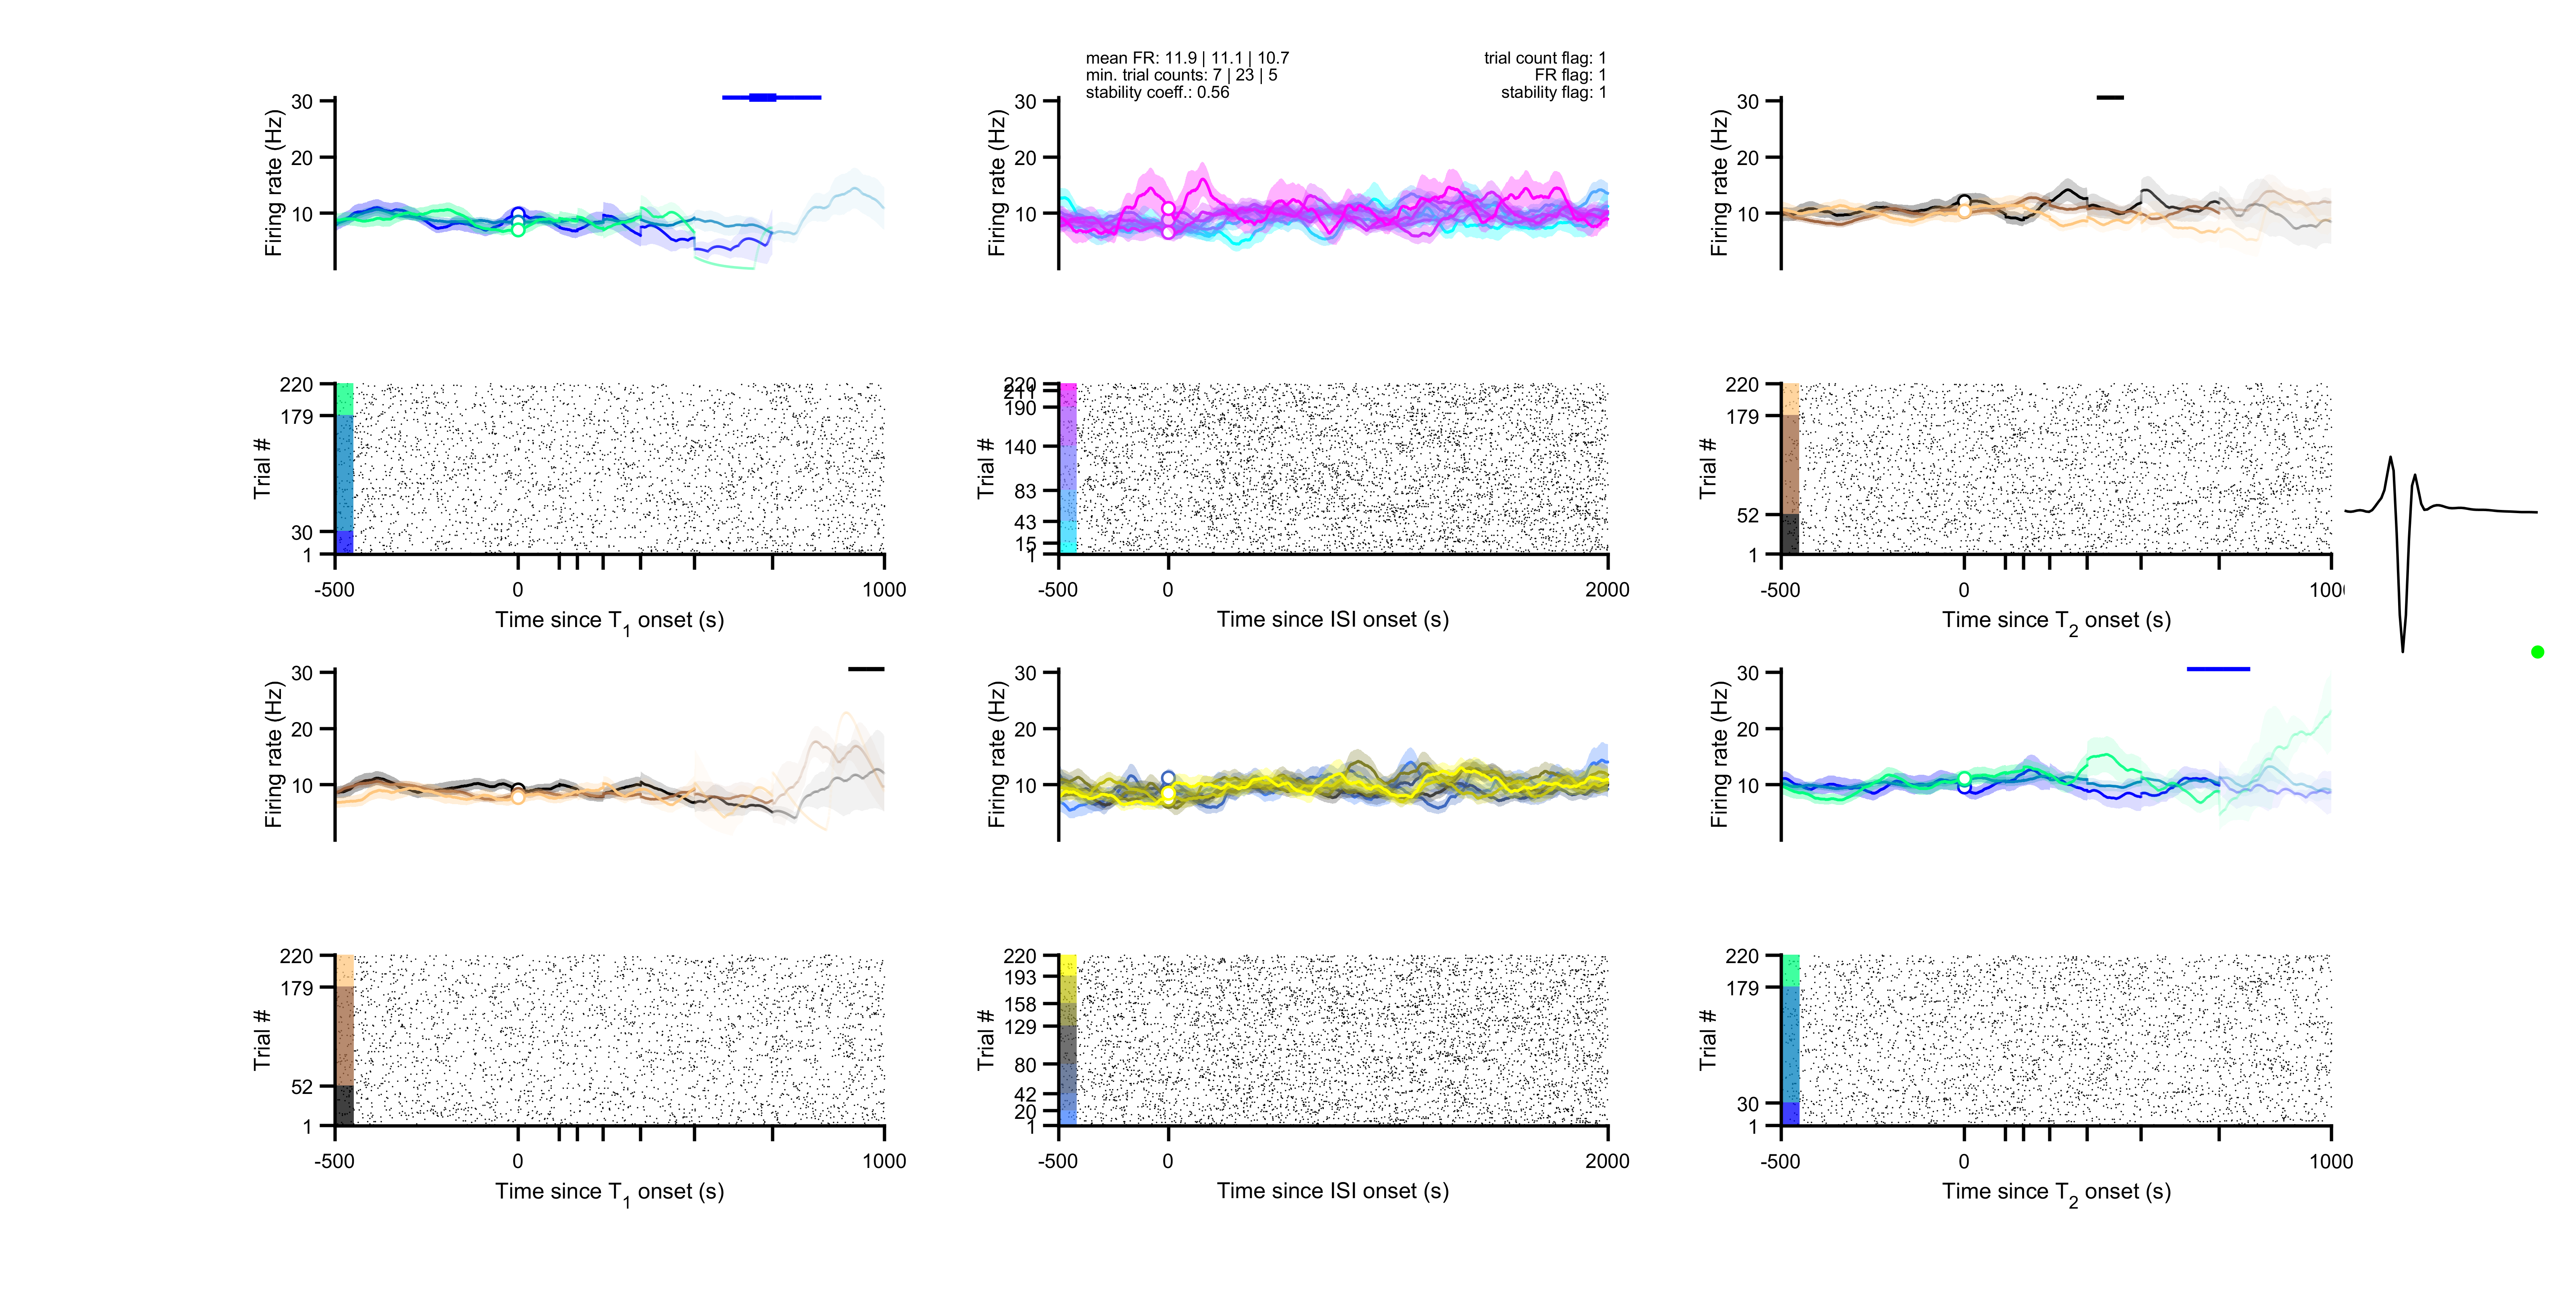 mean FR: 11.9 | 11.1 | 10.7
min. trial counts: 7 | 23 | 5
stability coeff.: 0.56
trial count flag: 1
FR flag: 1
stability flag: 1
30
20
10
Firing rate (Hz)
30
20
10
Firing rate (Hz)
30
20
10
Firing rate (Hz)
220
179
30
1
Trial #
-500
0
1000
Time since T1 onset (s)
220
211
190
140
83
43
15
1
Trial #
-500
0
2000
Time since ISI onset (s)
220
179
52
1
Trial #
-500
0
Time since T2 onset (s)
30
20
10
Firing rate (Hz)
30
20
10
Firing rate (Hz)
30
20
10
Firing rate (Hz)
220
179
52
1
Trial #
-500
0
1000
Time since T1 onset (s)
220
193
158
129
80
42
20
1
Trial #
-500
0
2000
Time since ISI onset (s)
220
179
30
1
Trial #
-500
0
1000
Time since T2 onset (s)